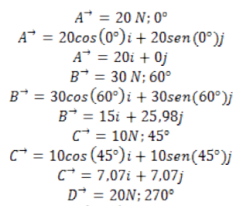 A⃗ = 20 N; 0°
A⃗ = 20cos(0°)i + 20sen(0°)j
A⃗ = 20i + 0j
B⃗ = 30 N; 60°
B⃗ = 30cos(60°)i + 30sen(60°)j
B⃗ = 15i + 25,98j
C⃗ = 10N; 45°
C⃗ = 10cos (45°)i + 10sen(45°)j
C⃗ = 7.07i + 7.07j
D⃗ = 20N; 270°